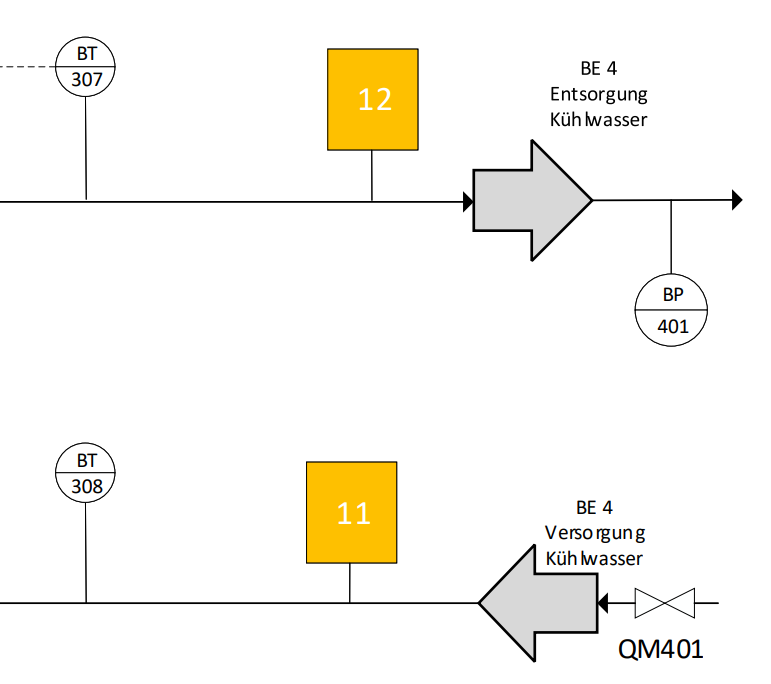 BT
307
12
BE 4
Entsorgung
Kühlwasser
BP
401
BT
308
11
BE 4
Versorgung
Kühlwasser
QM401